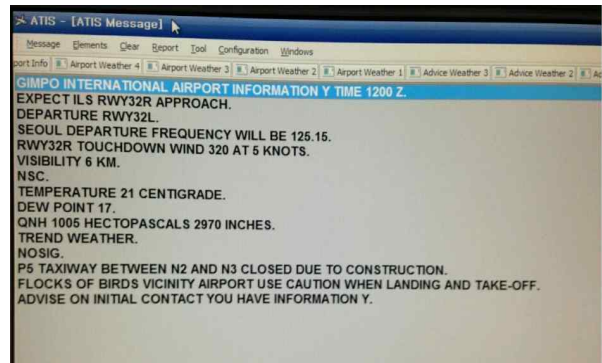 ATIS - [ATIS Message]
Message Elements Clear Report Tool Configuration Windows
port Info Airport Weather 4 Airport Weather 3 Airport Weather 2 Airport Weather 1 Advice Weather 3 Advice Weather 2
GIMPO INTERNATIONAL AIRPORT INFORMATION Y TIME 1200 Z.
EXPECT ILS RWY32R APPROACH.
DEPARTURE RWY32L.
SEOUL DEPARTURE FREQUENCY WILL BE 125.15.
RWY32R TOUCHDOWN WIND 320 AT 5 KNOTS.
VISIBILITY 6 KM.
NSC.
TEMPERATURE 21 CENTIGRADE.
DEW POINT 17.
QNH 1005 HECTOPASCALS 2970 INCHES.
TREND WEATHER.
NOSIG.
P5 TAXIWAY BETWEEN N2 AND N3 CLOSED DUE TO CONSTRUCTION.
FLOCKS OF BIRDS VICINITY AIRPORT USE CAUTION WHEN LANDING AND TAKE-OFF.
ADVISE ON INITIAL CONTACT YOU HAVE INFORMATION Y.